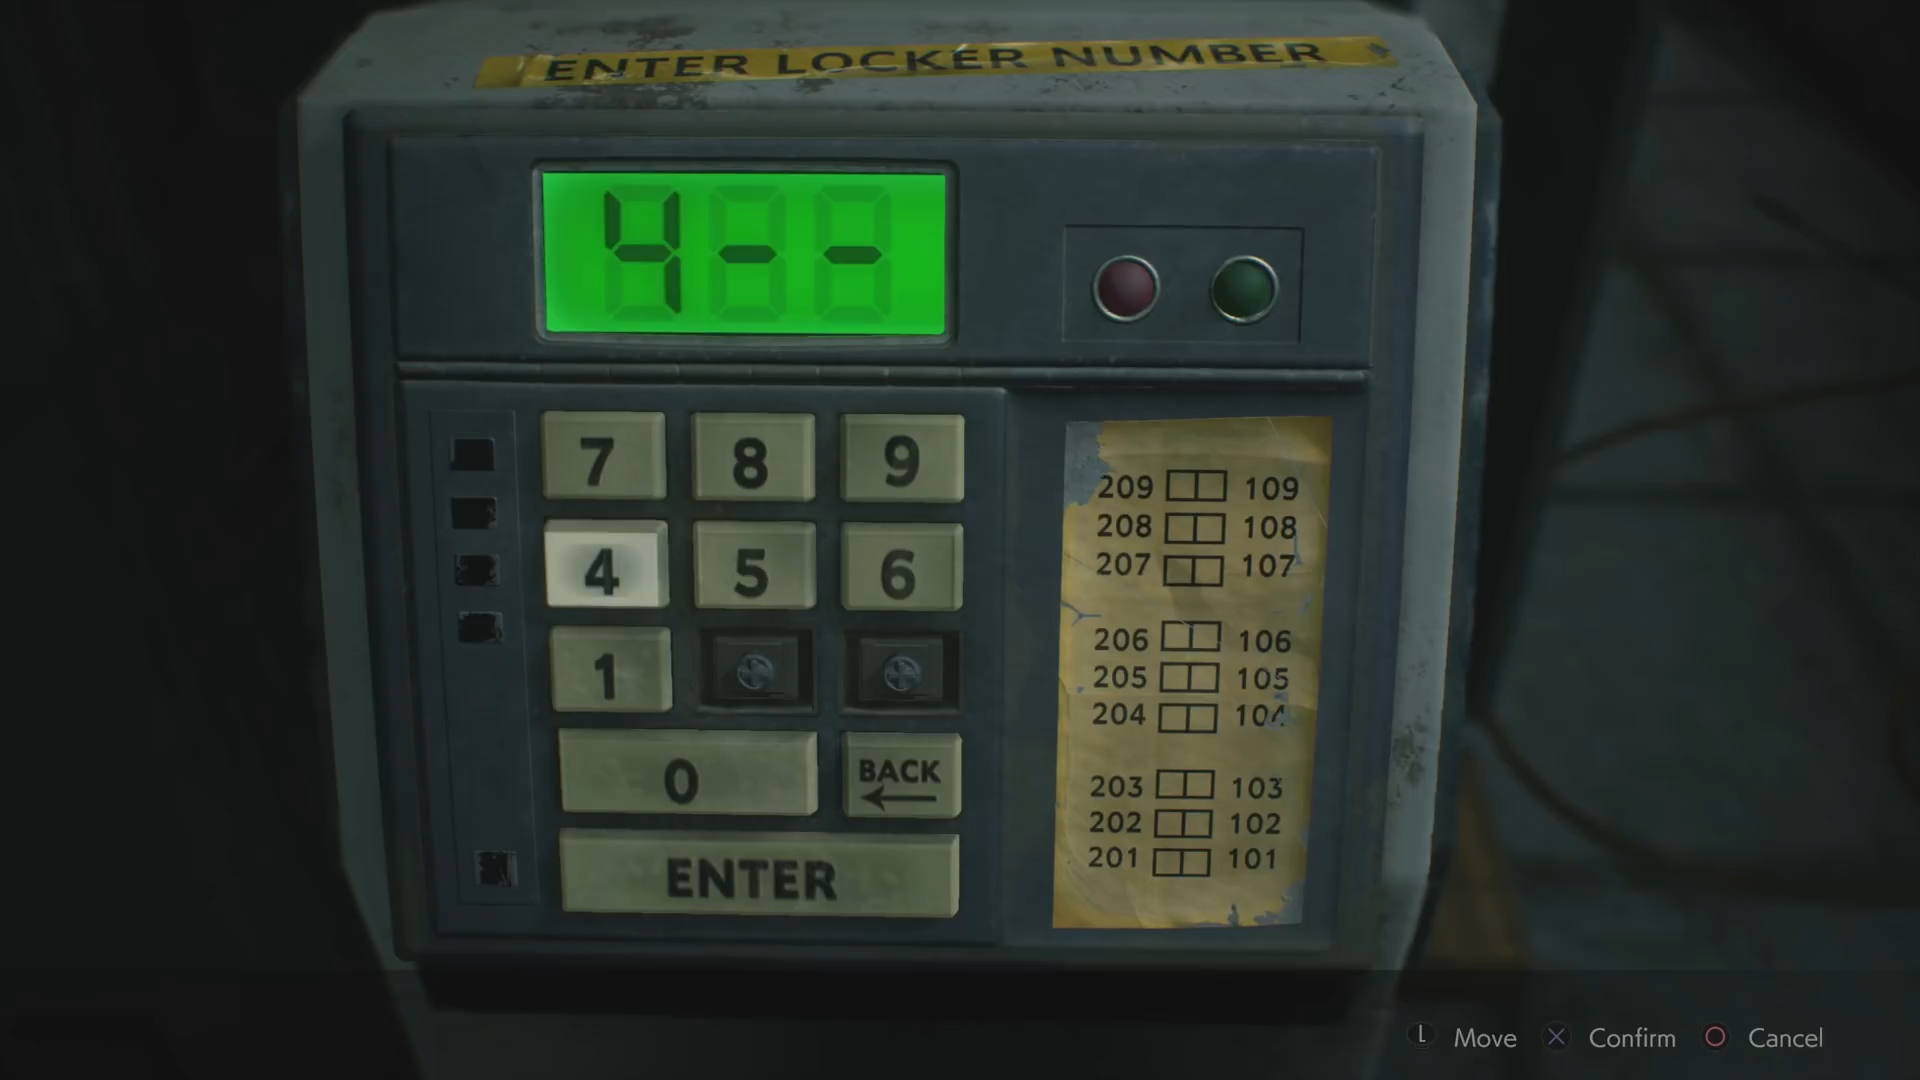 ENTER LOCKER NUMBER
4--
7 8 9
4 5 6
1
0 BACK
ENTER
209 109
208 108
207 107
206 106
205 105
204 104
203 103
202 102
201 101
L Move X Confirm O Cancel